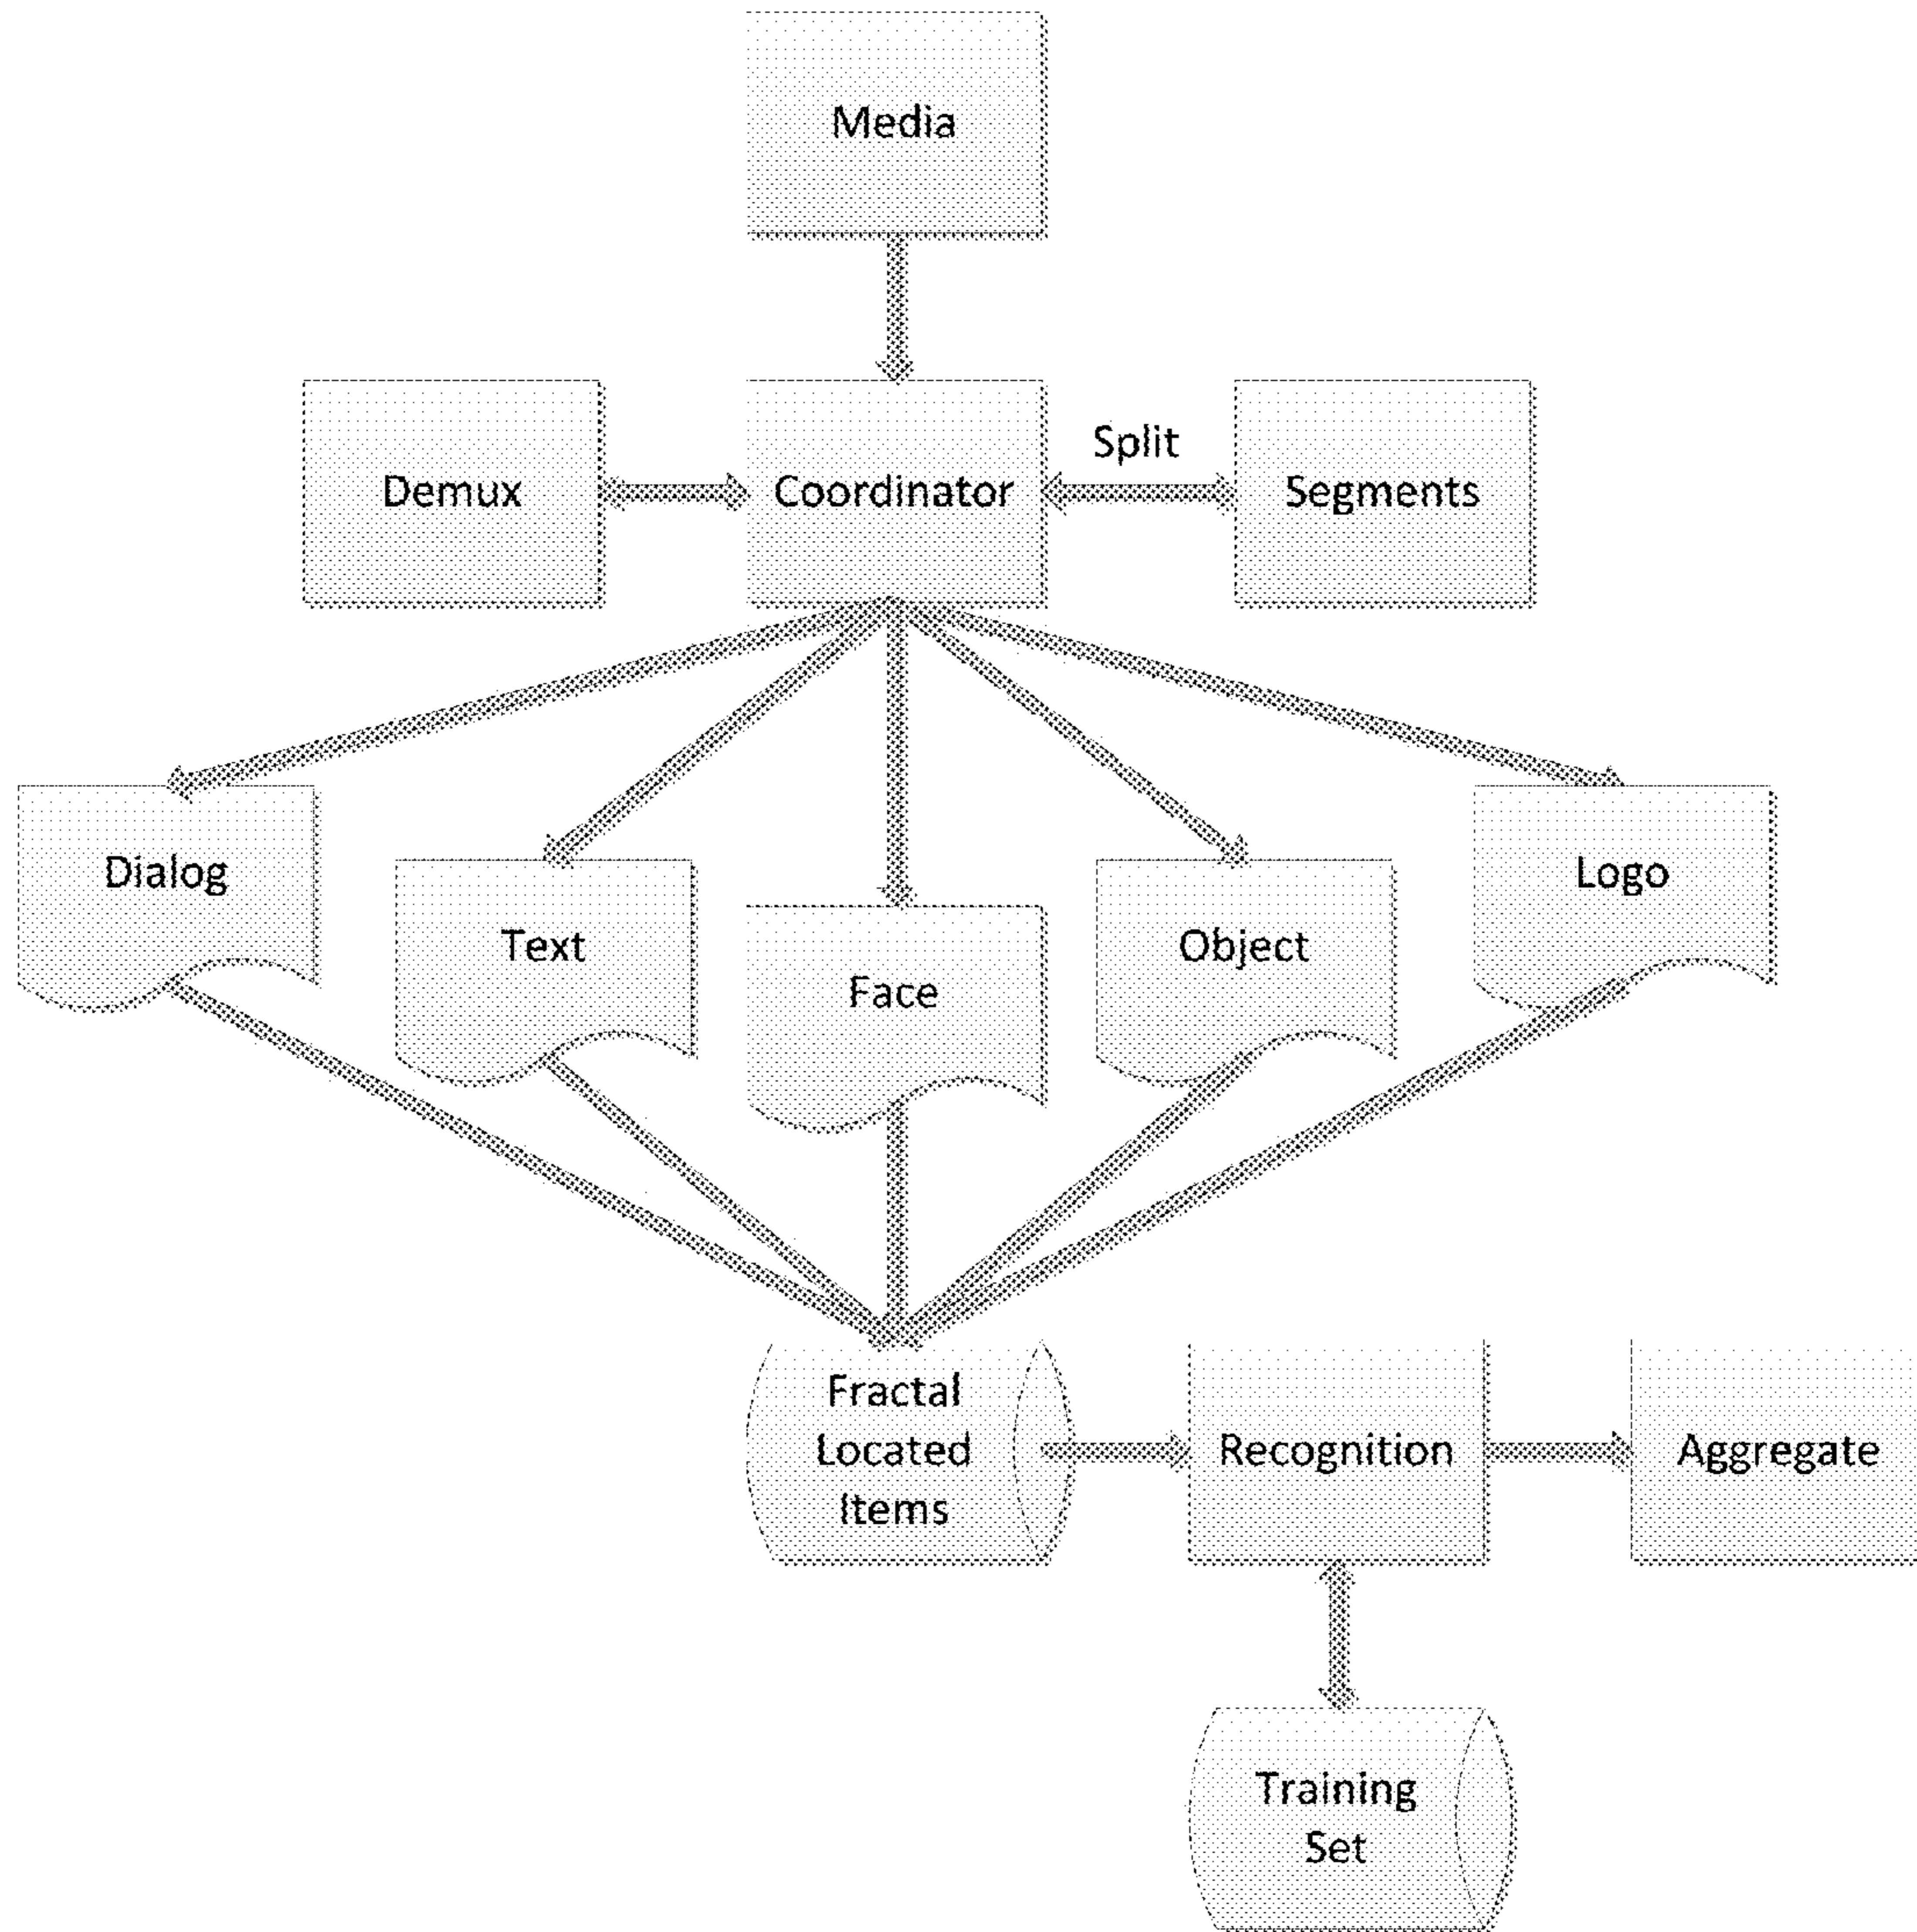 Media
Split
Demux
Coordinator
Segments
Dialog
Logo
Text
Object
Face
Fractal
Located
Items
Recognition
Aggregate
Training
Set